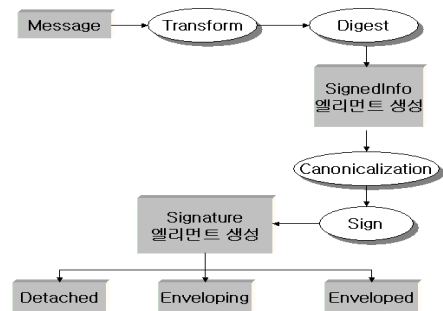 Message
Transform
Digest
SignedInfo
엘리먼트 생성
Canonicalization
Sign
Signature
엘리먼트 생성
Detached
Enveloping
Enveloped